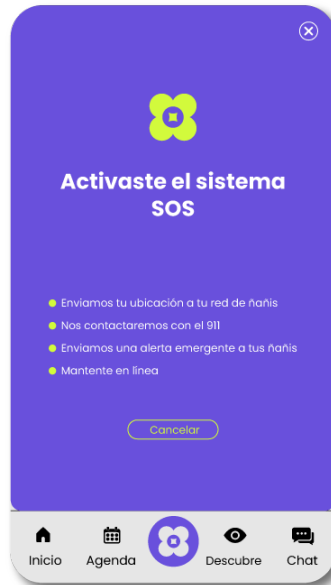 Activaste el sistema
SOS
Enviamos tu ubicación a tu red de ñañis
Nos contactaremos con el 911
Enviamos una alerta emergente a tus ñañis
Mantente en línea
Cancelar
Inicio
Agenda
Descubre
Chat